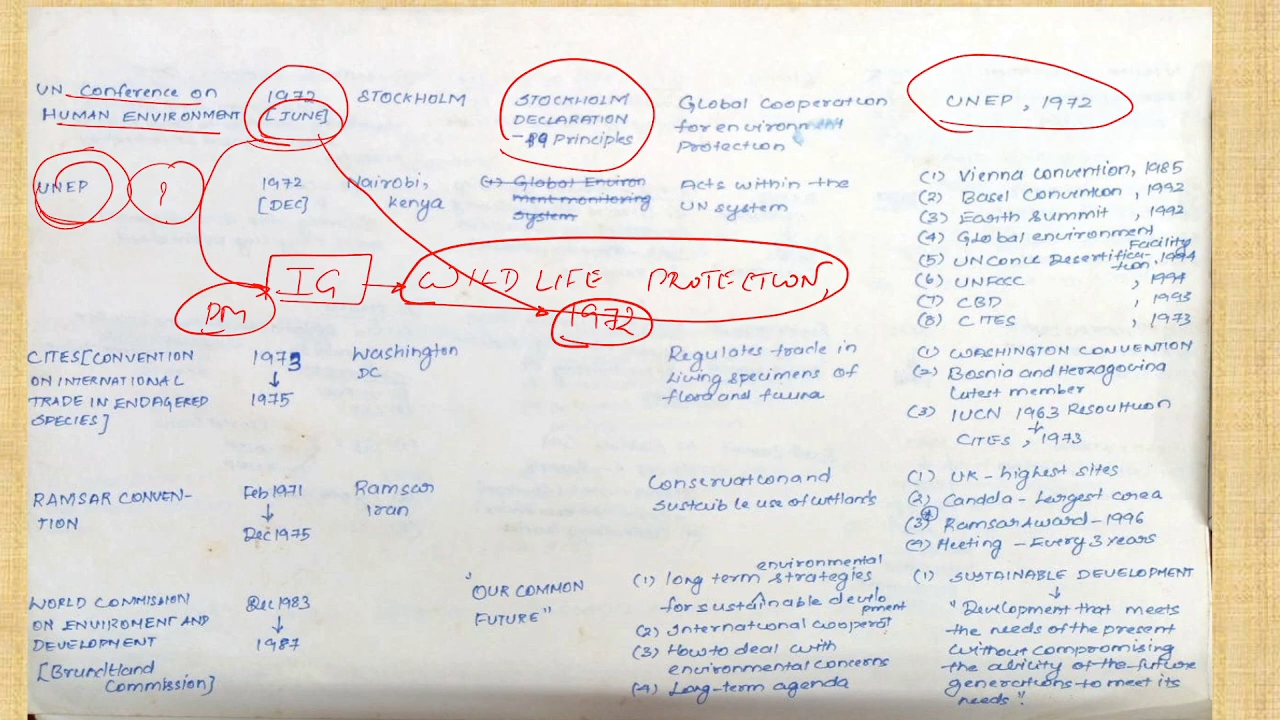 UN Conference on
HUMAN ENVIRONMENT
1972
[JUNE]
STOCKHOLM
STOCKHOLM
DECLARATION
Principles
Global Cooperation
for environment
Protection
UNEP, 1972
UNEP
1972
[DEC]
Nairobi,
Kenya
(1) Global Environ
ment monitoring
System
Acts within the
UN system
(1) Vienna Convention, 1985
(2) Basel Convention, 1992
(3) Earth Summit, 1992
(4) Global environment
Facility
(5) UN Desertifica-
tion, 1994
(6) UNFCCC, 1994
(7) CBD, 1993
(8) CITES, 1973
IG
WILD LIFE PROTECTION,
1972
PM
CITES [CONVENTION
ON INTERNATIONAL
TRADE IN ENDAGERED
SPECIES]
1973
↓
1975
Washington
DC
Regulates trade in
Living specimens of
flora and fauna
(1) WASHINGTON CONVENTION
(2) Bosnia and Herzagovina
Latest member
(3) IUCN 1963
↓
CITES, 1973
RAMSAR CONVEN-
TION
Feb 1971
↓
Dec 1975
Ramsar
Iran
Conservation and
use of wetlands
(1) UK - highest sites
(2) Canada - Largest area
(3) Ramsar Award - 1996
(4) Meeting - Every 3 years
WORLD COMMISSION
ON ENVIROMENT AND
DEVELOPMENT
[Brundtland
Commission]
Dec 1983
↓
1987
"OUR COMMON
FUTURE"
environmental
(1) long term strategies
for sustainable develo
pment
(2) International
(3) How to deal with
environmental concerns
(4) Long-term agenda
(1) SUSTAINABLE DEVELOPMENT
↓
"Development that meets
the needs of the present
without compromising
the ability of the future
generations to meet its
needs".